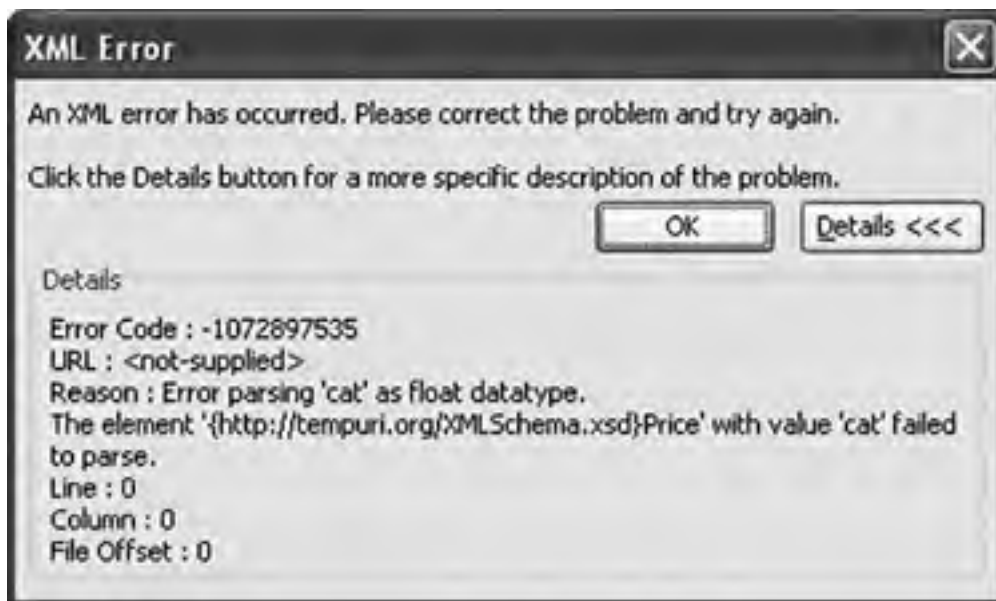 XML Error
An XML error has occurred. Please correct the problem and try again.
Click the Details button for a more specific description of the problem.
OK
Details <<<
Details
Error Code : -1072897535
URL : <not-supplied>
Reason : Error parsing 'cat' as float datatype.
The element '{http://tempuri.org/XMLSchema.xsd}Price' with value 'cat' failed
to parse.
Line : 0
Column : 0
File Offset : 0